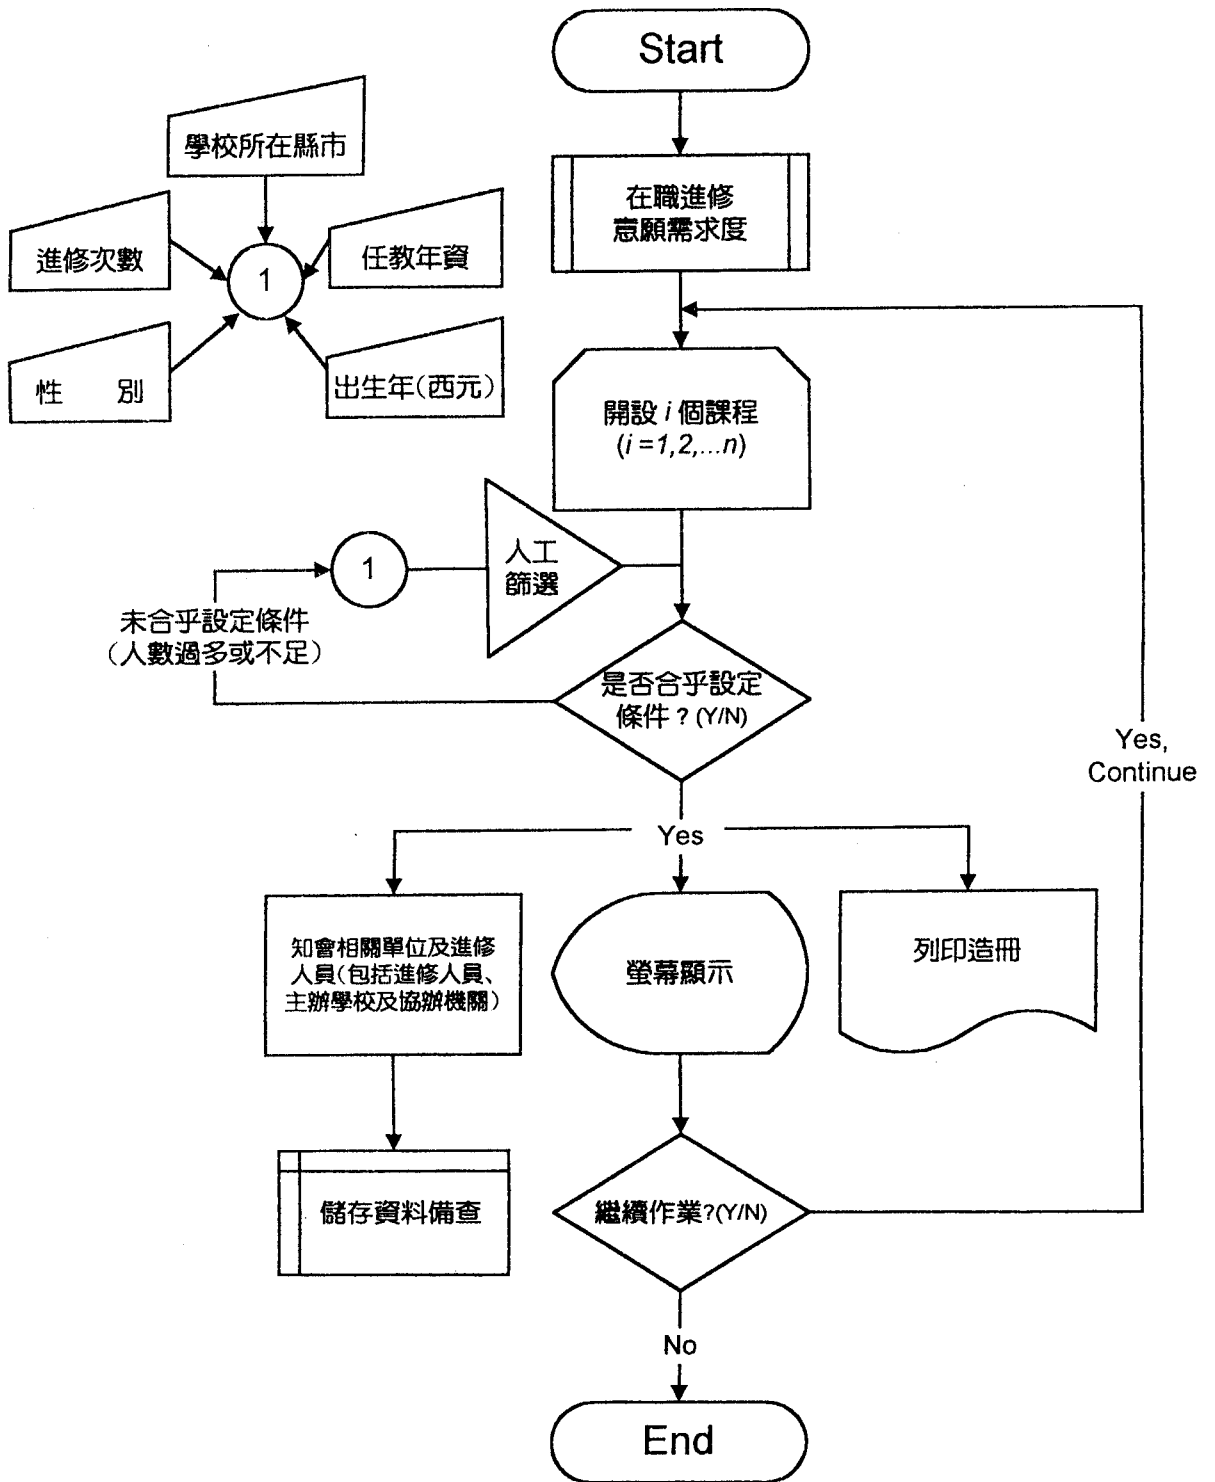 Start
學校所在縣市
進修次數
任教年資
1
性 別
出生年(西元)
在職進修
意願需求度
開設 i 個課程
(i =1,2,...n)
1
人工
篩選
未合乎設定條件
(人數過多或不足)
是否合乎設定
條件？(Y/N)
Yes,
Continue
Yes
知會相關單位及進修
人員(包括進修人員、
主辦學校及協辦機關)
螢幕顯示
列印造冊
儲存資料備查
繼續作業?(Y/N)
No
End